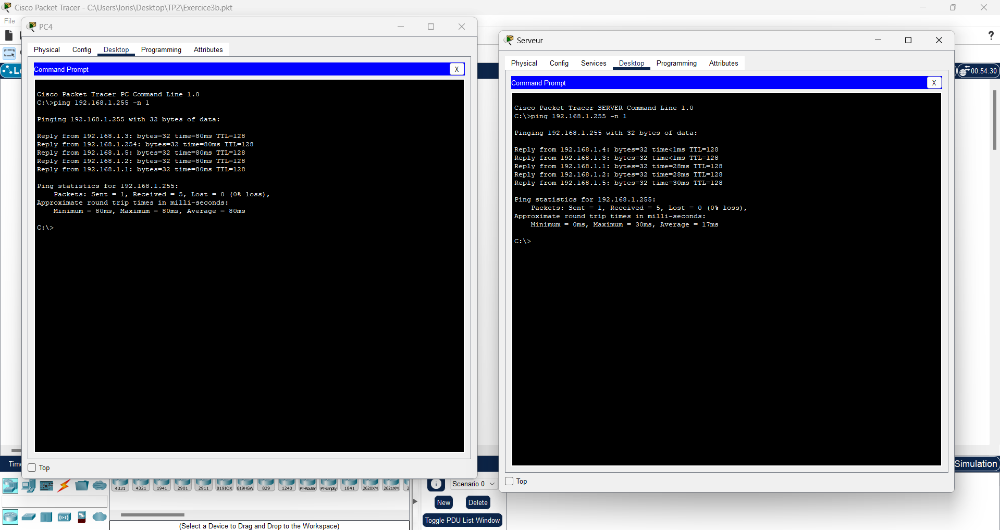 Cisco Packet Tracer - C:\Users\loris\Desktop\TP2\Exercice3b.pkt
File
PC4
Physical Config Desktop Programming Attributes
Command Prompt X
Cisco Packet Tracer PC Command Line 1.0
C:\>ping 192.168.1.255 -n 1
Pinging 192.168.1.255 with 32 bytes of data:
Reply from 192.168.1.3: bytes=32 time=80ms TTL=128
Reply from 192.168.1.254: bytes=32 time=80ms TTL=128
Reply from 192.168.1.5: bytes=32 time=80ms TTL=128
Reply from 192.168.1.2: bytes=32 time=80ms TTL=128
Reply from 192.168.1.1: bytes=32 time=80ms TTL=128
Ping statistics for 192.168.1.255:
Packets: Sent = 1, Received = 5, Lost = 0 (0% loss),
Approximate round trip times in milli-seconds:
Minimum = 80ms, Maximum = 80ms, Average = 80ms
C:\>
Top
Serveur
Physical Config Services Desktop Programming Attributes
Command Prompt X
Cisco Packet Tracer SERVER Command Line 1.0
C:\>ping 192.168.1.255 -n 1
Pinging 192.168.1.255 with 32 bytes of data:
Reply from 192.168.1.4: bytes=32 time<1ms TTL=128
Reply from 192.168.1.3: bytes=32 time<1ms TTL=128
Reply from 192.168.1.1: bytes=32 time=28ms TTL=128
Reply from 192.168.1.2: bytes=32 time=28ms TTL=128
Reply from 192.168.1.5: bytes=32 time=30ms TTL=128
Ping statistics for 192.168.1.255:
Packets: Sent = 1, Received = 5, Lost = 0 (0% loss),
Approximate round trip times in milli-seconds:
Minimum = 0ms, Maximum = 30ms, Average = 17ms
C:\>
Top
?
00:54:30
Time
Simulation
4331 4321 1941 2901 2911 819IOX 819HGW 829 1240 PT-Router PT-Empty 1841 2620XM 2621XM 2
(Select a Device to Drag and Drop to the Workspace)
Scenario 0
New Delete
Toggle PDU List Window